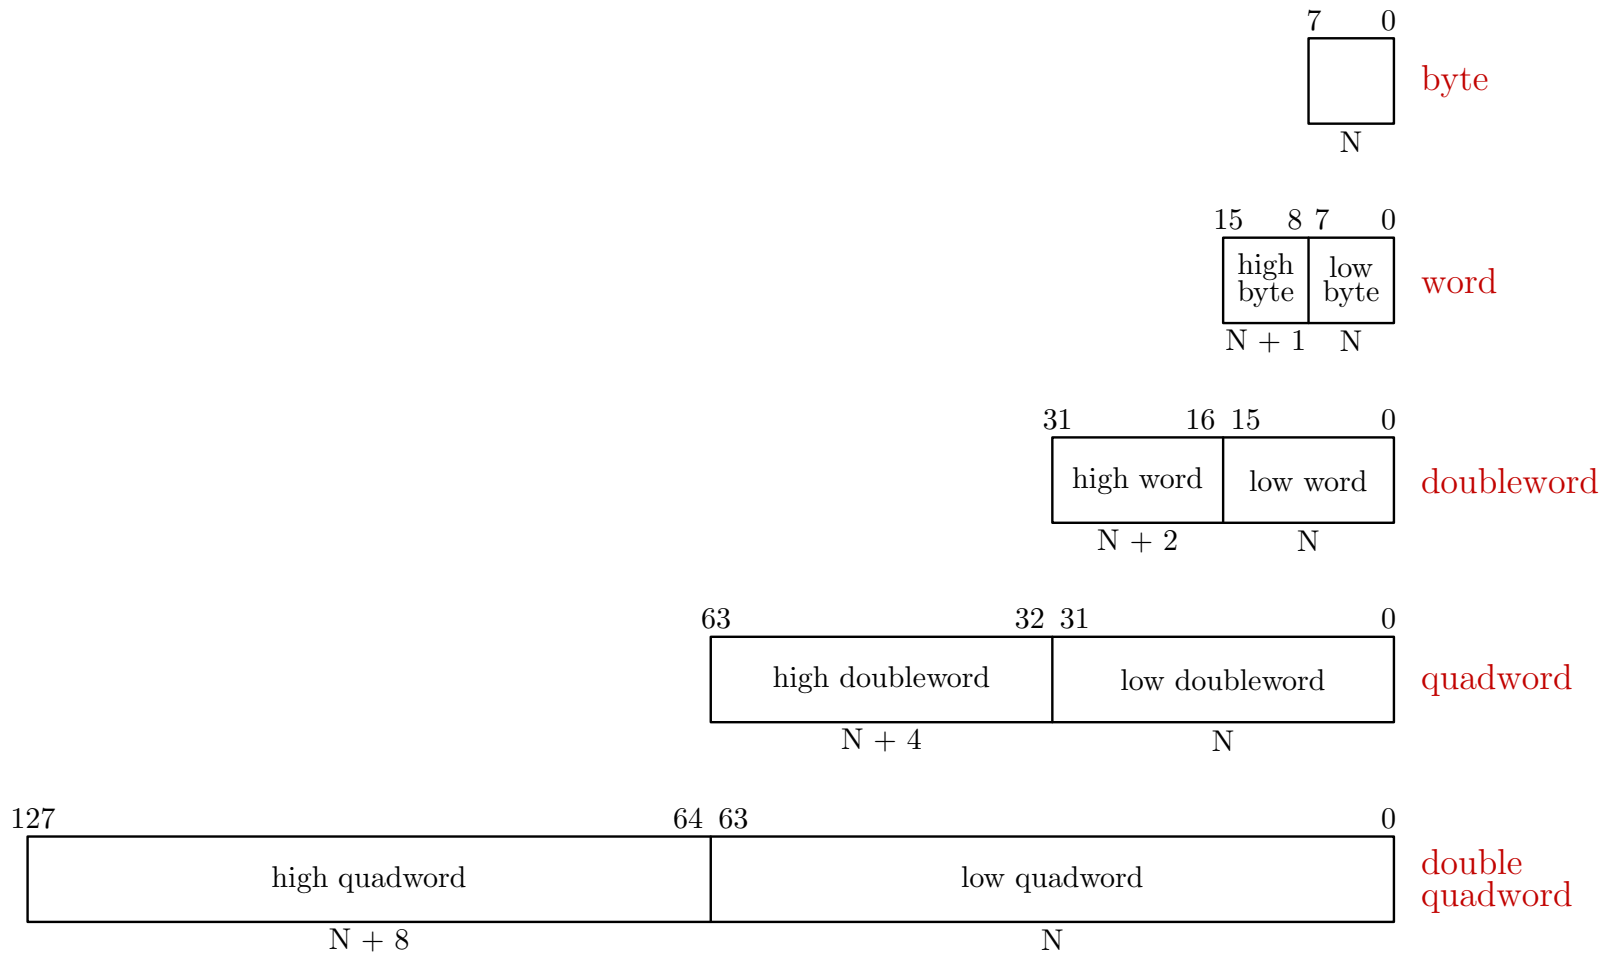 7 0
byte
N
15 8 7 0
high byte
low byte
word
N + 1 N
31 16 15 0
high word low word doubleword
N + 2 N
63 32 31 0
high doubleword low doubleword quadword
N + 4 N
127 64 63 0
high quadword low quadword
double
quadword
N + 8 N